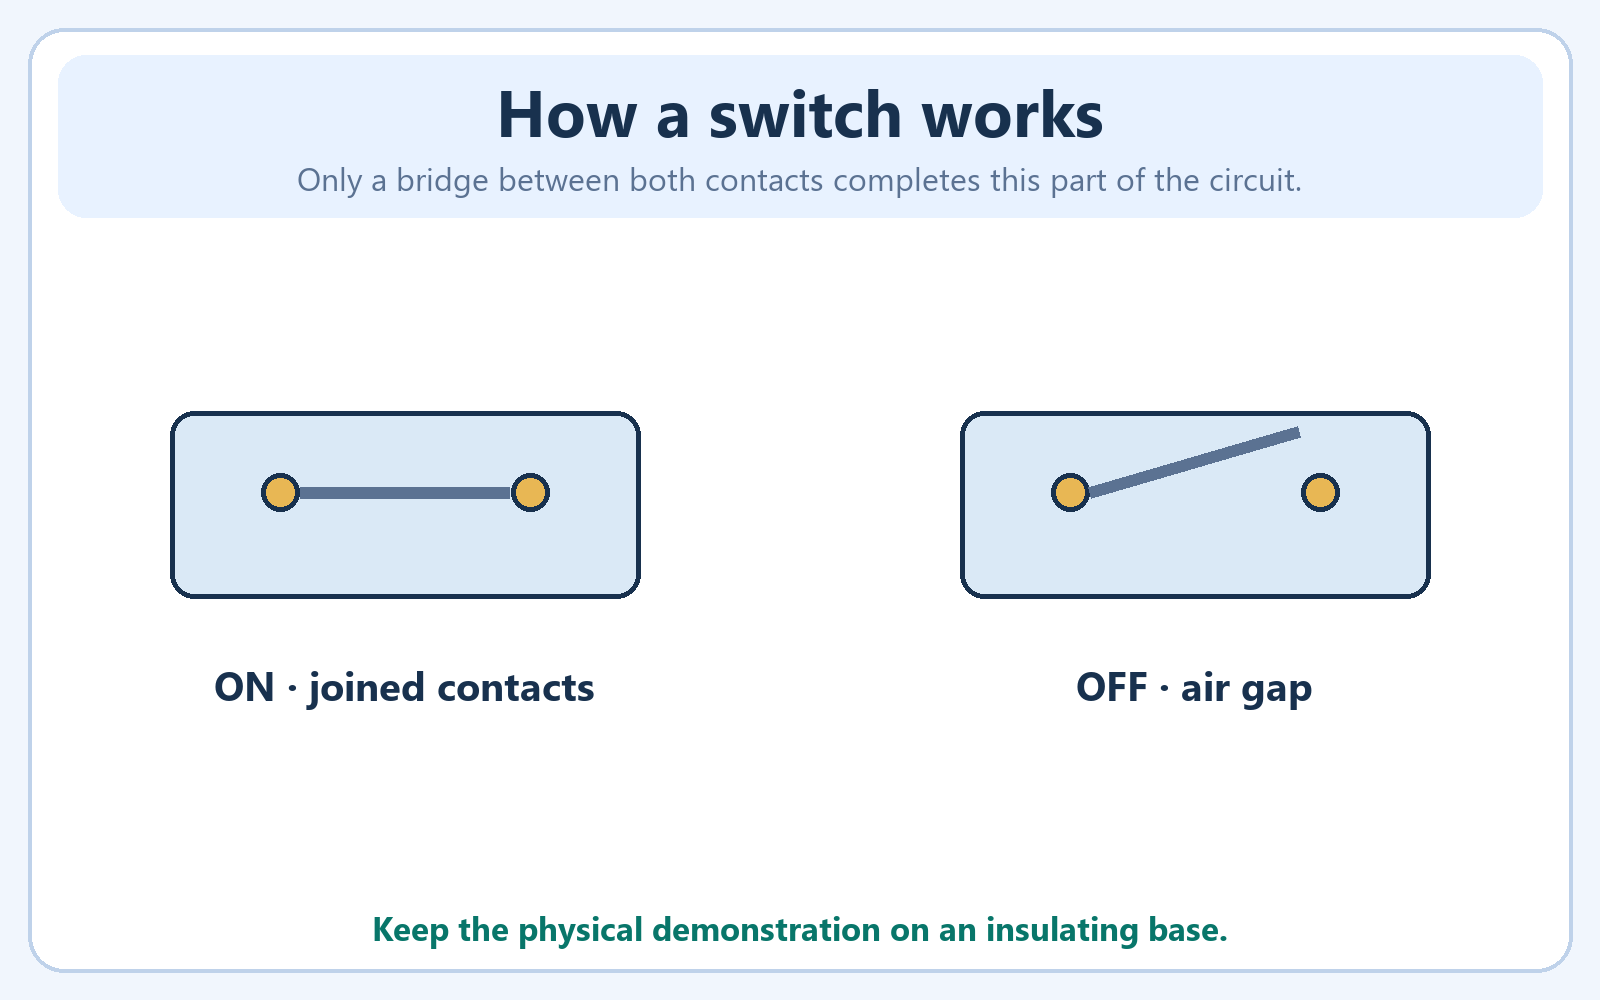 How a switch works
Only a bridge between both contacts completes this part of the circuit.
ON · joined contacts
OFF · air gap
Keep the physical demonstration on an insulating base.